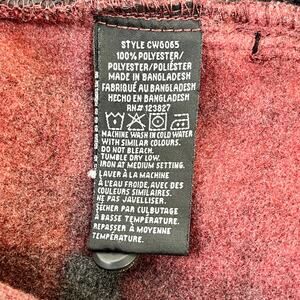 STYLE CW6065
100% POLYESTER/
POLYESTER/POLIÉSTER
MADE IN BANGLADESH
FABRIQUÉ AU BANGLADESH
HECHO EN BANGLADESH
RN# 123827
MACHINE WASH IN COLD WATER
WITH SIMILAR COLOURS.
DO NOT BLEACH.
TUMBLE DRY LOW.
IRON AT MEDIUM SETTING.
LAVER À LA MACHINE
À L'EAU FROIDE, AVEC DES
COULEURS SIMILAIRES.
NE PAS JAVELLISER.
SÉCHER PAR CULBUTAGE
À BASSE TEMPÉRATURE.
REPASSER À MOYENNE
TEMPÉRATURE.